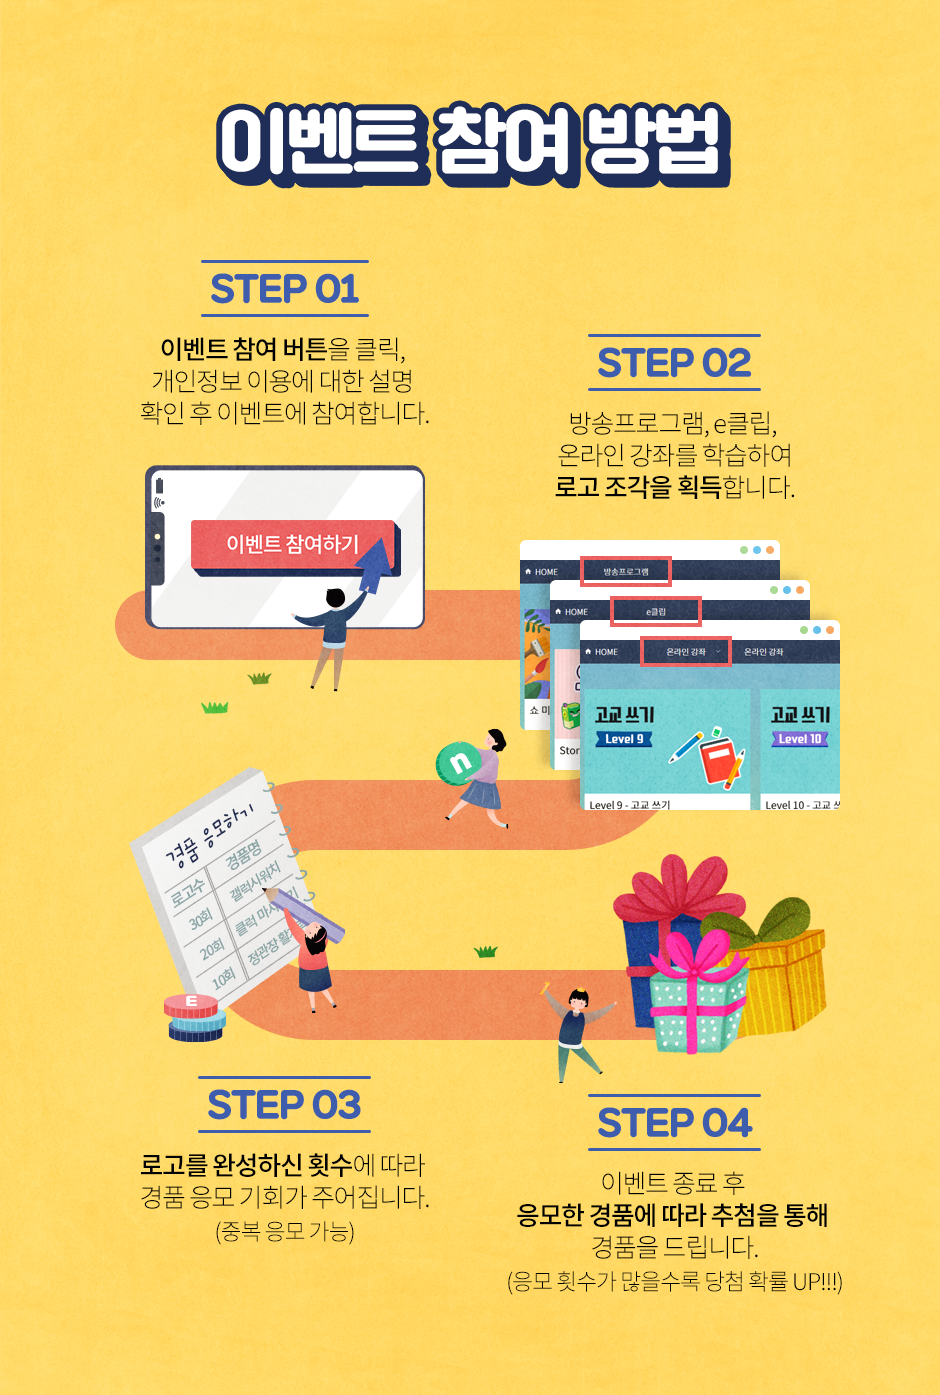 이벤트 참여 방법
STEP 01
이벤트 참여 버튼을 클릭,
개인정보 이용에 대한 설명
확인 후 이벤트에 참여합니다.
이벤트 참여하기
STEP 02
방송프로그램, e클립,
온라인 강좌를 학습하여
로고 조각을 획득합니다.
HOME 방송프로그램
HOME e클립
HOME 온라인 강좌 온라인 강좌
쇼 미
Stor
고교 쓰기
Level 9
Level 9 - 고교 쓰기
고교 쓰기
Level 10
Level 10 - 고교 쓰
n
경품 응모하기
로고수 경품명
30회 갤럭시워치
20회 클럭 마사 기
10회 정관장 활
E
STEP 03
로고를 완성하신 횟수에 따라
경품 응모 기회가 주어집니다.
(중복 응모 가능)
STEP 04
이벤트 종료 후
응모한 경품에 따라 추첨을 통해
경품을 드립니다.
(응모 횟수가 많을수록 당첨 확률 UP!!!)